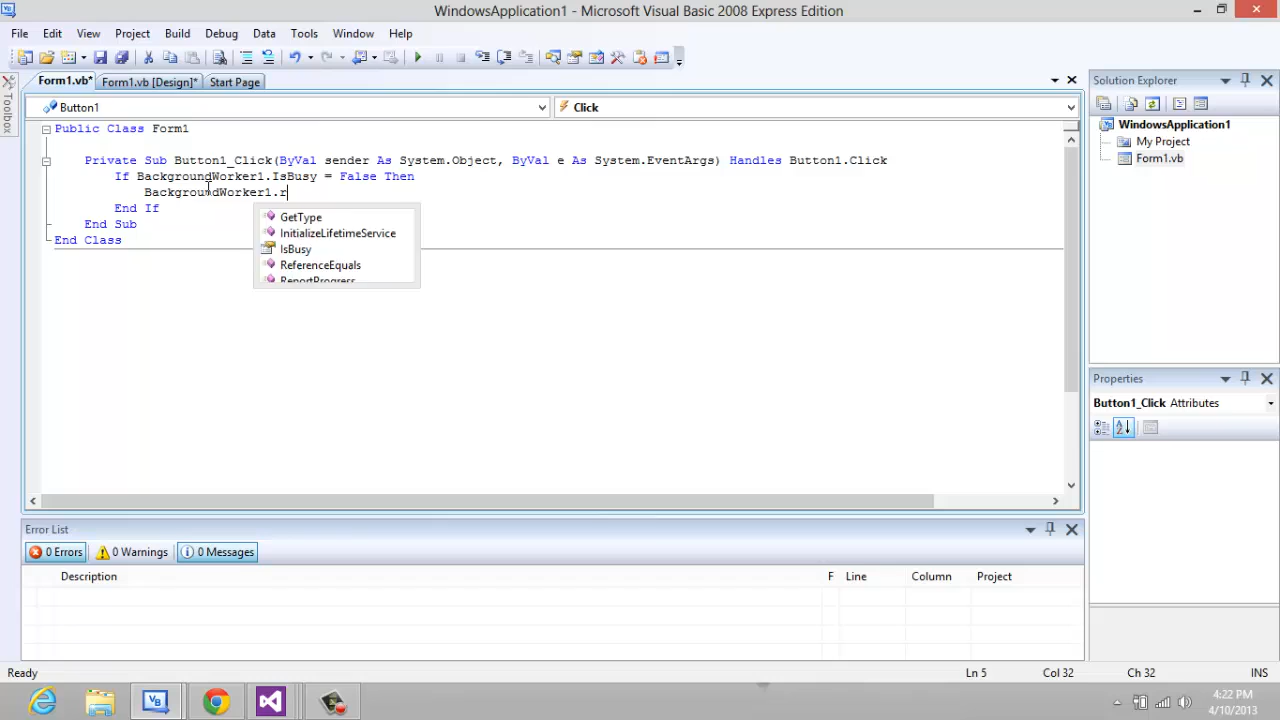 WindowsApplication1 - Microsoft Visual Basic 2008 Express Edition
File Edit View Project Build Debug Data Tools Window Help
Form1.vb* Form1.vb [Design]* Start Page
Toolbox
Button1
Click
Public Class Form1
Private Sub Button1_Click(ByVal sender As System.Object, ByVal e As System.EventArgs) Handles Button1.Click
If BackgroundWorker1.IsBusy = False Then
BackgroundWorker1.r
End If
End Sub
End Class
GetType
InitializeLifetimeService
IsBusy
ReferenceEquals
ReportProgress
Solution Explorer
WindowsApplication1
My Project
Form1.vb
Properties
Button1_Click Attributes
Error List
0 Errors 0 Warnings 0 Messages
Description F Line Column Project
Ready Ln 5 Col 32 Ch 32 INS
4:22 PM
4/10/2013